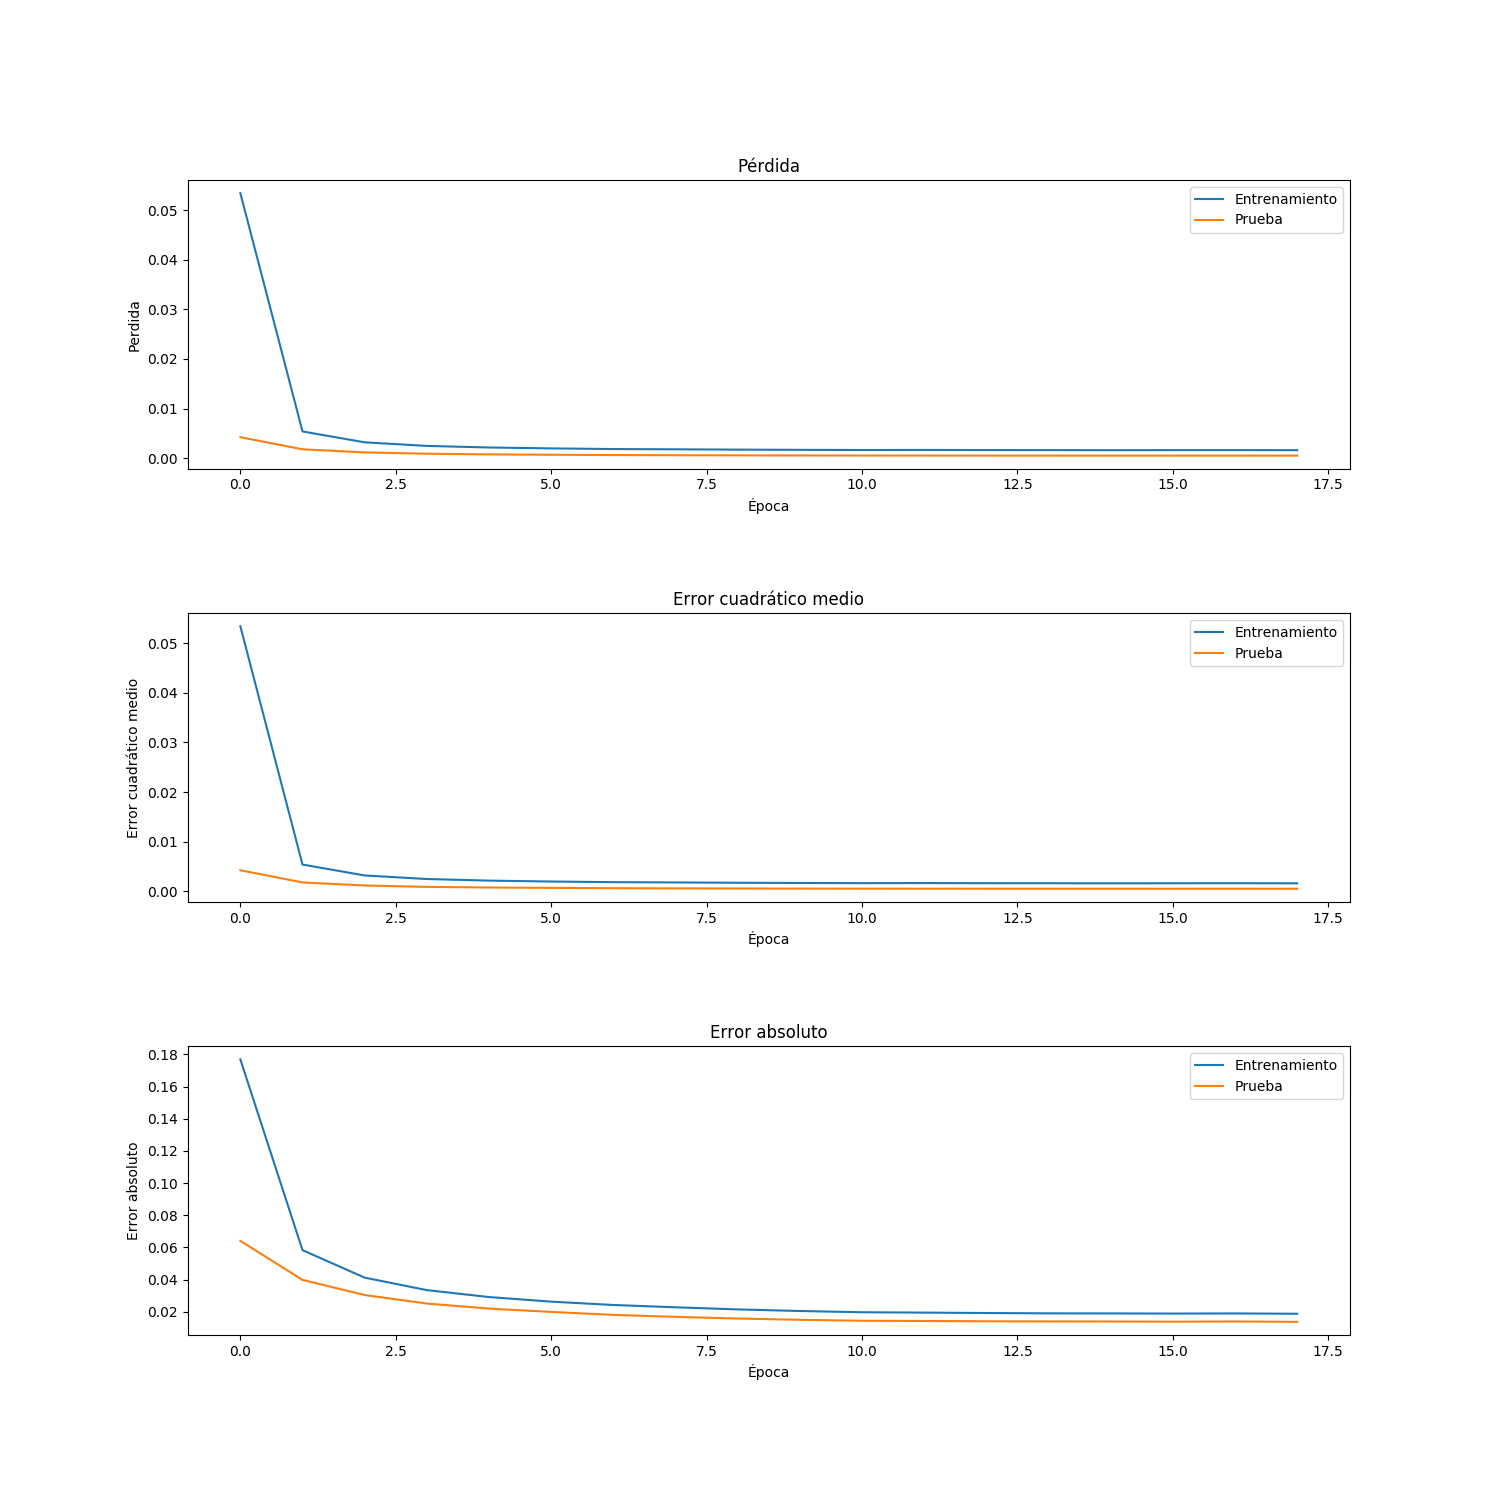 Pérdida
Entrenamiento
Prueba
0.05
0.04
0.03
0.02
0.01
0.00
Perdida
0.0 2.5 5.0 7.5 10.0 12.5 15.0 17.5
Época
Error cuadrático medio
Entrenamiento
Prueba
0.05
0.04
0.03
0.02
0.01
0.00
Error cuadrático medio
0.0 2.5 5.0 7.5 10.0 12.5 15.0 17.5
Época
Error absoluto
Entrenamiento
Prueba
0.18
0.16
0.14
0.12
0.10
0.08
0.06
0.04
0.02
Error absoluto
0.0 2.5 5.0 7.5 10.0 12.5 15.0 17.5
Época